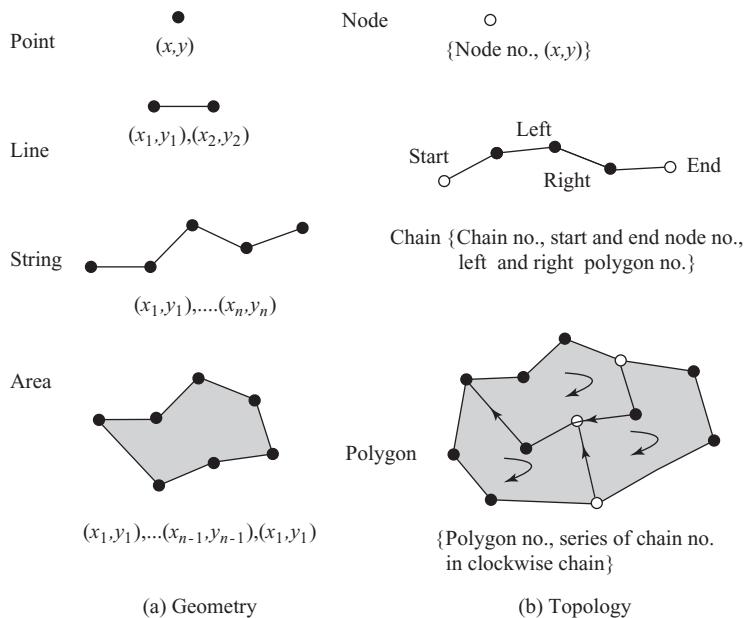 Point
(x,y)
Line
(x1,y1),(x2,y2)
String
(x1,y1),....(xn,yn)
Area
(x1,y1),...(xn-1,yn-1),(x1,y1)
(a) Geometry
Node
{Node no., (x,y)}
Start
Left
Right
End
Chain {Chain no., start and end node no.,
left and right polygon no.}
Polygon
{Polygon no., series of chain no.
in clockwise chain}
(b) Topology